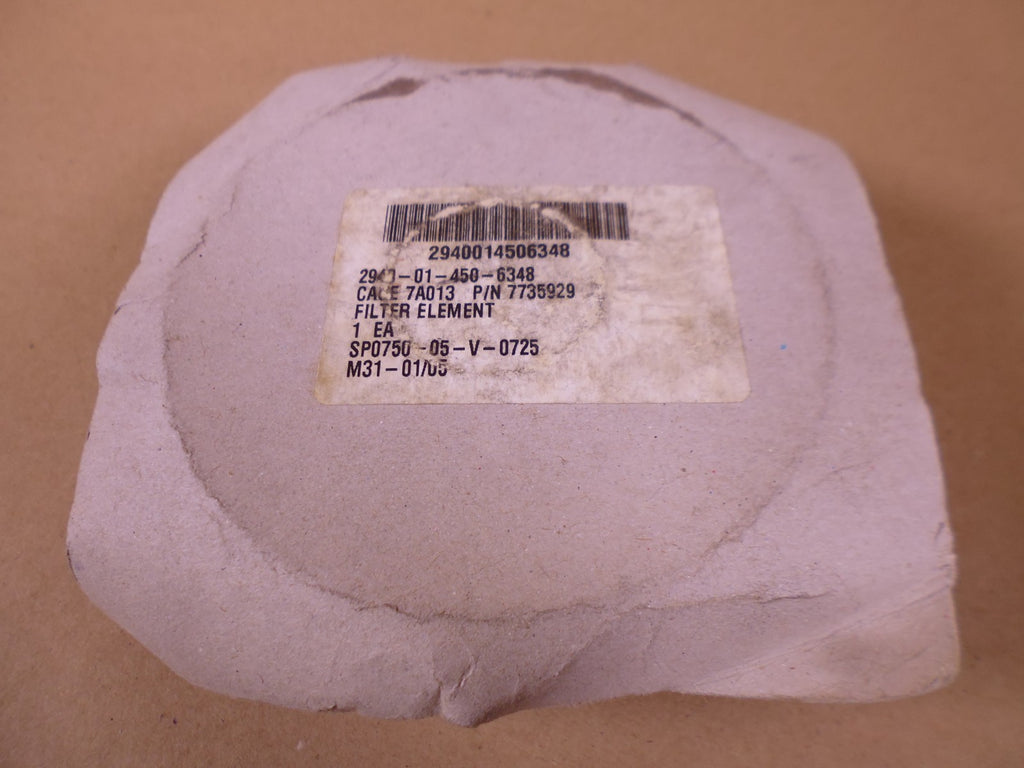 2940014506348
2940-01-450-6348
CAGE 7A013 P/N 7735929
FILTER ELEMENT
1 EA
SP0750-05-V-0725
M31-01/05